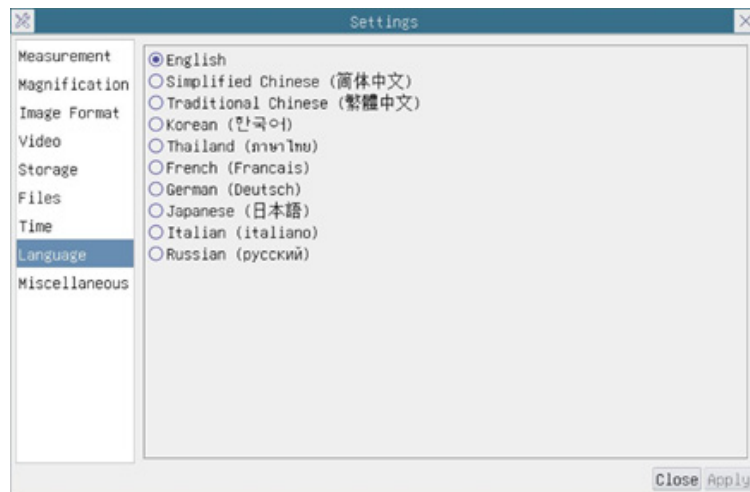 Settings
Measurement
Magnification
Image Format
Video
Storage
Files
Time
Language
Miscellaneous
English
Simplified Chinese (简体中文)
Traditional Chinese (繁體中文)
Korean (한국어)
Thailand (ภาษาไทย)
French (Francais)
German (Deutsch)
Japanese (日本語)
Italian (italiano)
Russian (русский)
Close Apply